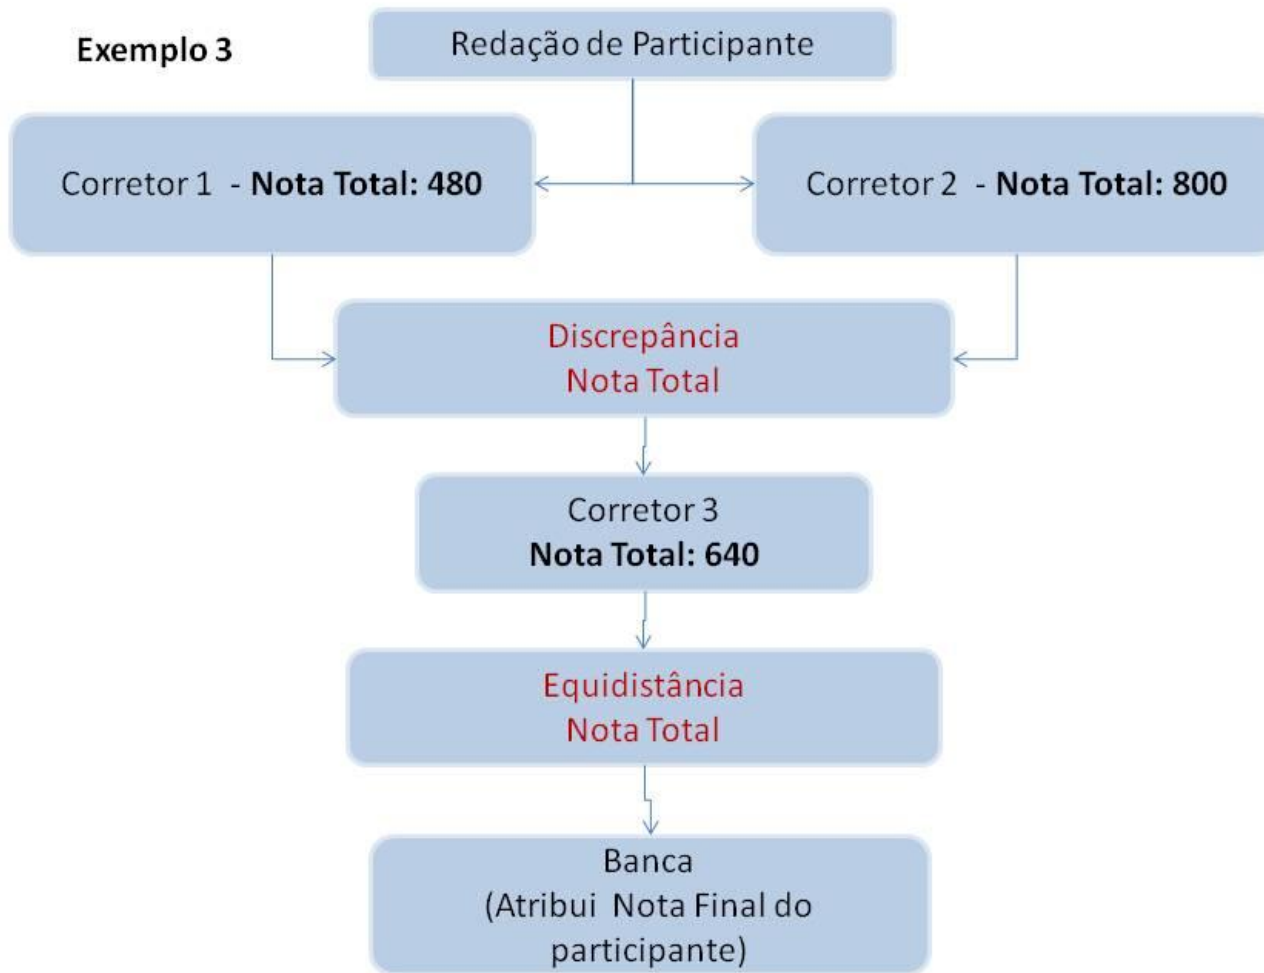 Exemplo 3
Redação de Participante
Corretor 1 - Nota Total: 480
Corretor 2 - Nota Total: 800
Discrepância
Nota Total
Corretor 3
Nota Total: 640
Equidistância
Nota Total
Banca
(Atribui Nota Final do
participante)